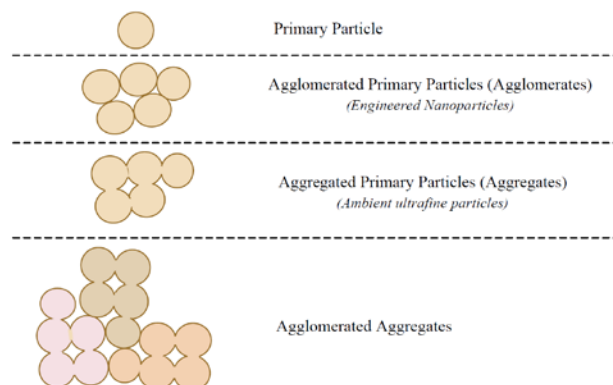 Primary Particle
Agglomerated Primary Particles (Agglomerates)
(Engineered Nanoparticles)
Aggregated Primary Particles (Aggregates)
(Ambient ultrafine particles)
Agglomerated Aggregates